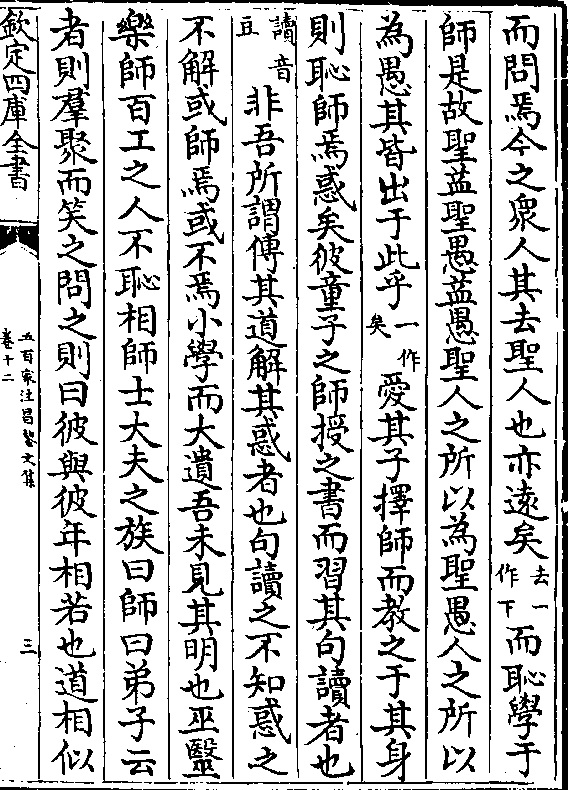 而問焉今之衆人其去聖人也亦遠矣去一作下而恥學于
師是故聖益聖愚益愚聖人之所以為聖愚人之所以
為愚其皆出于此乎一作矣愛其子擇師而教之于其身
則恥師焉惑矣彼童子之師授之書而習其句讀者也
讀音豆非吾所謂傳其道解其惑者也句讀之不知惑之
不解或師焉或不焉小學而大遺吾未見其明也巫醫
樂師百工之人不恥相師士大夫之族曰師曰弟子云
者則羣聚而笑之問之則曰彼與彼年相若也道相似
欽定四庫全書
五百家注昌黎文集
卷十二
三